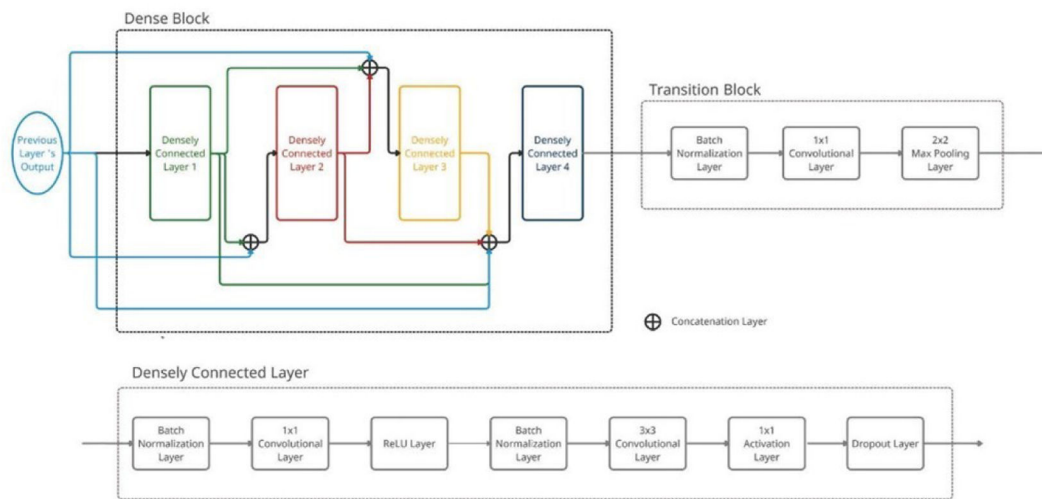 Dense Block
Previous
Layer 's
Output
Densely
Connected
Layer 1
Densely
Connected
Layer 2
Densely
Connected
Layer 3
Densely
Connected
Layer 4
Transition Block
Batch
Normalization
Layer
1x1
Convolutional
Layer
2x2
Max Pooling
Layer
Concatenation Layer
Densely Connected Layer
Batch
Normalization
Layer
1x1
Convolutional
Layer
ReLU Layer
Batch
Normalization
Layer
3x3
Convolutional
Layer
1x1
Activation
Layer
Dropout Layer